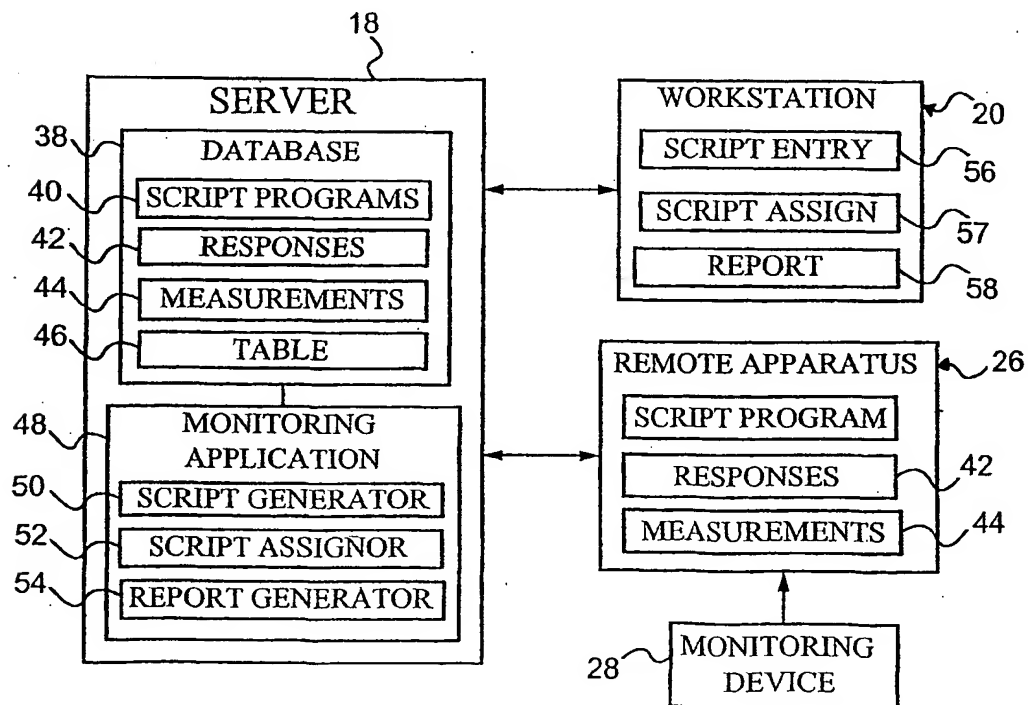 18
SERVER
38
DATABASE
40
SCRIPT PROGRAMS
42
RESPONSES
44
MEASUREMENTS
46
TABLE
48
MONITORING
APPLICATION
50
SCRIPT GENERATOR
52
SCRIPT ASSIGNOR
54
REPORT GENERATOR
WORKSTATION
20
SCRIPT ENTRY
56
SCRIPT ASSIGN
57
REPORT
58
REMOTE APPARATUS
26
SCRIPT PROGRAM
RESPONSES
42
MEASUREMENTS
44
28
MONITORING
DEVICE